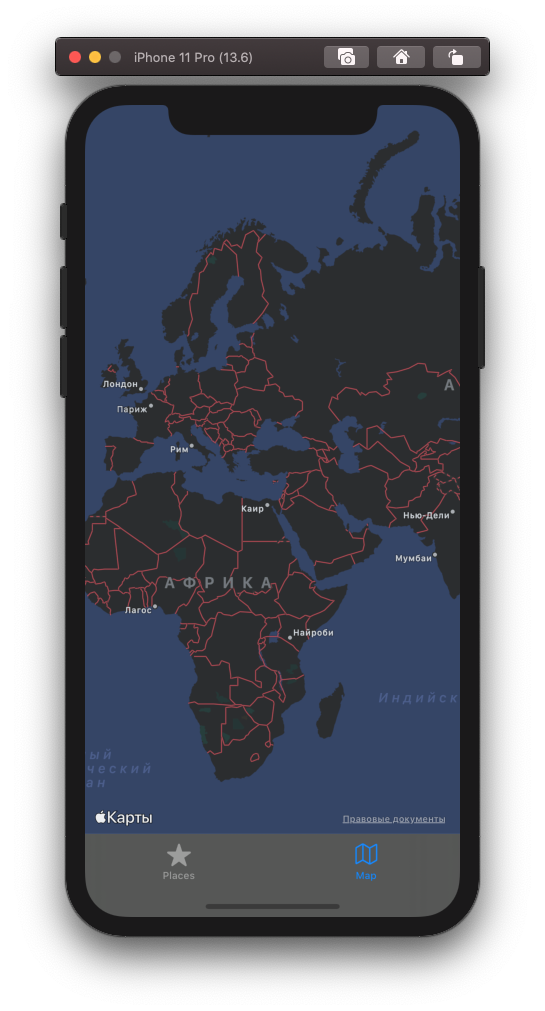 iPhone 11 Pro (13.6)
Лондон
А
Париж
Рим
Каир
Нью-Дели
Мумбаи
АФРИКА
Лагос
Найроби
Индийск
ый
ческий
ан
Карты
Правовые документы
Places
Map